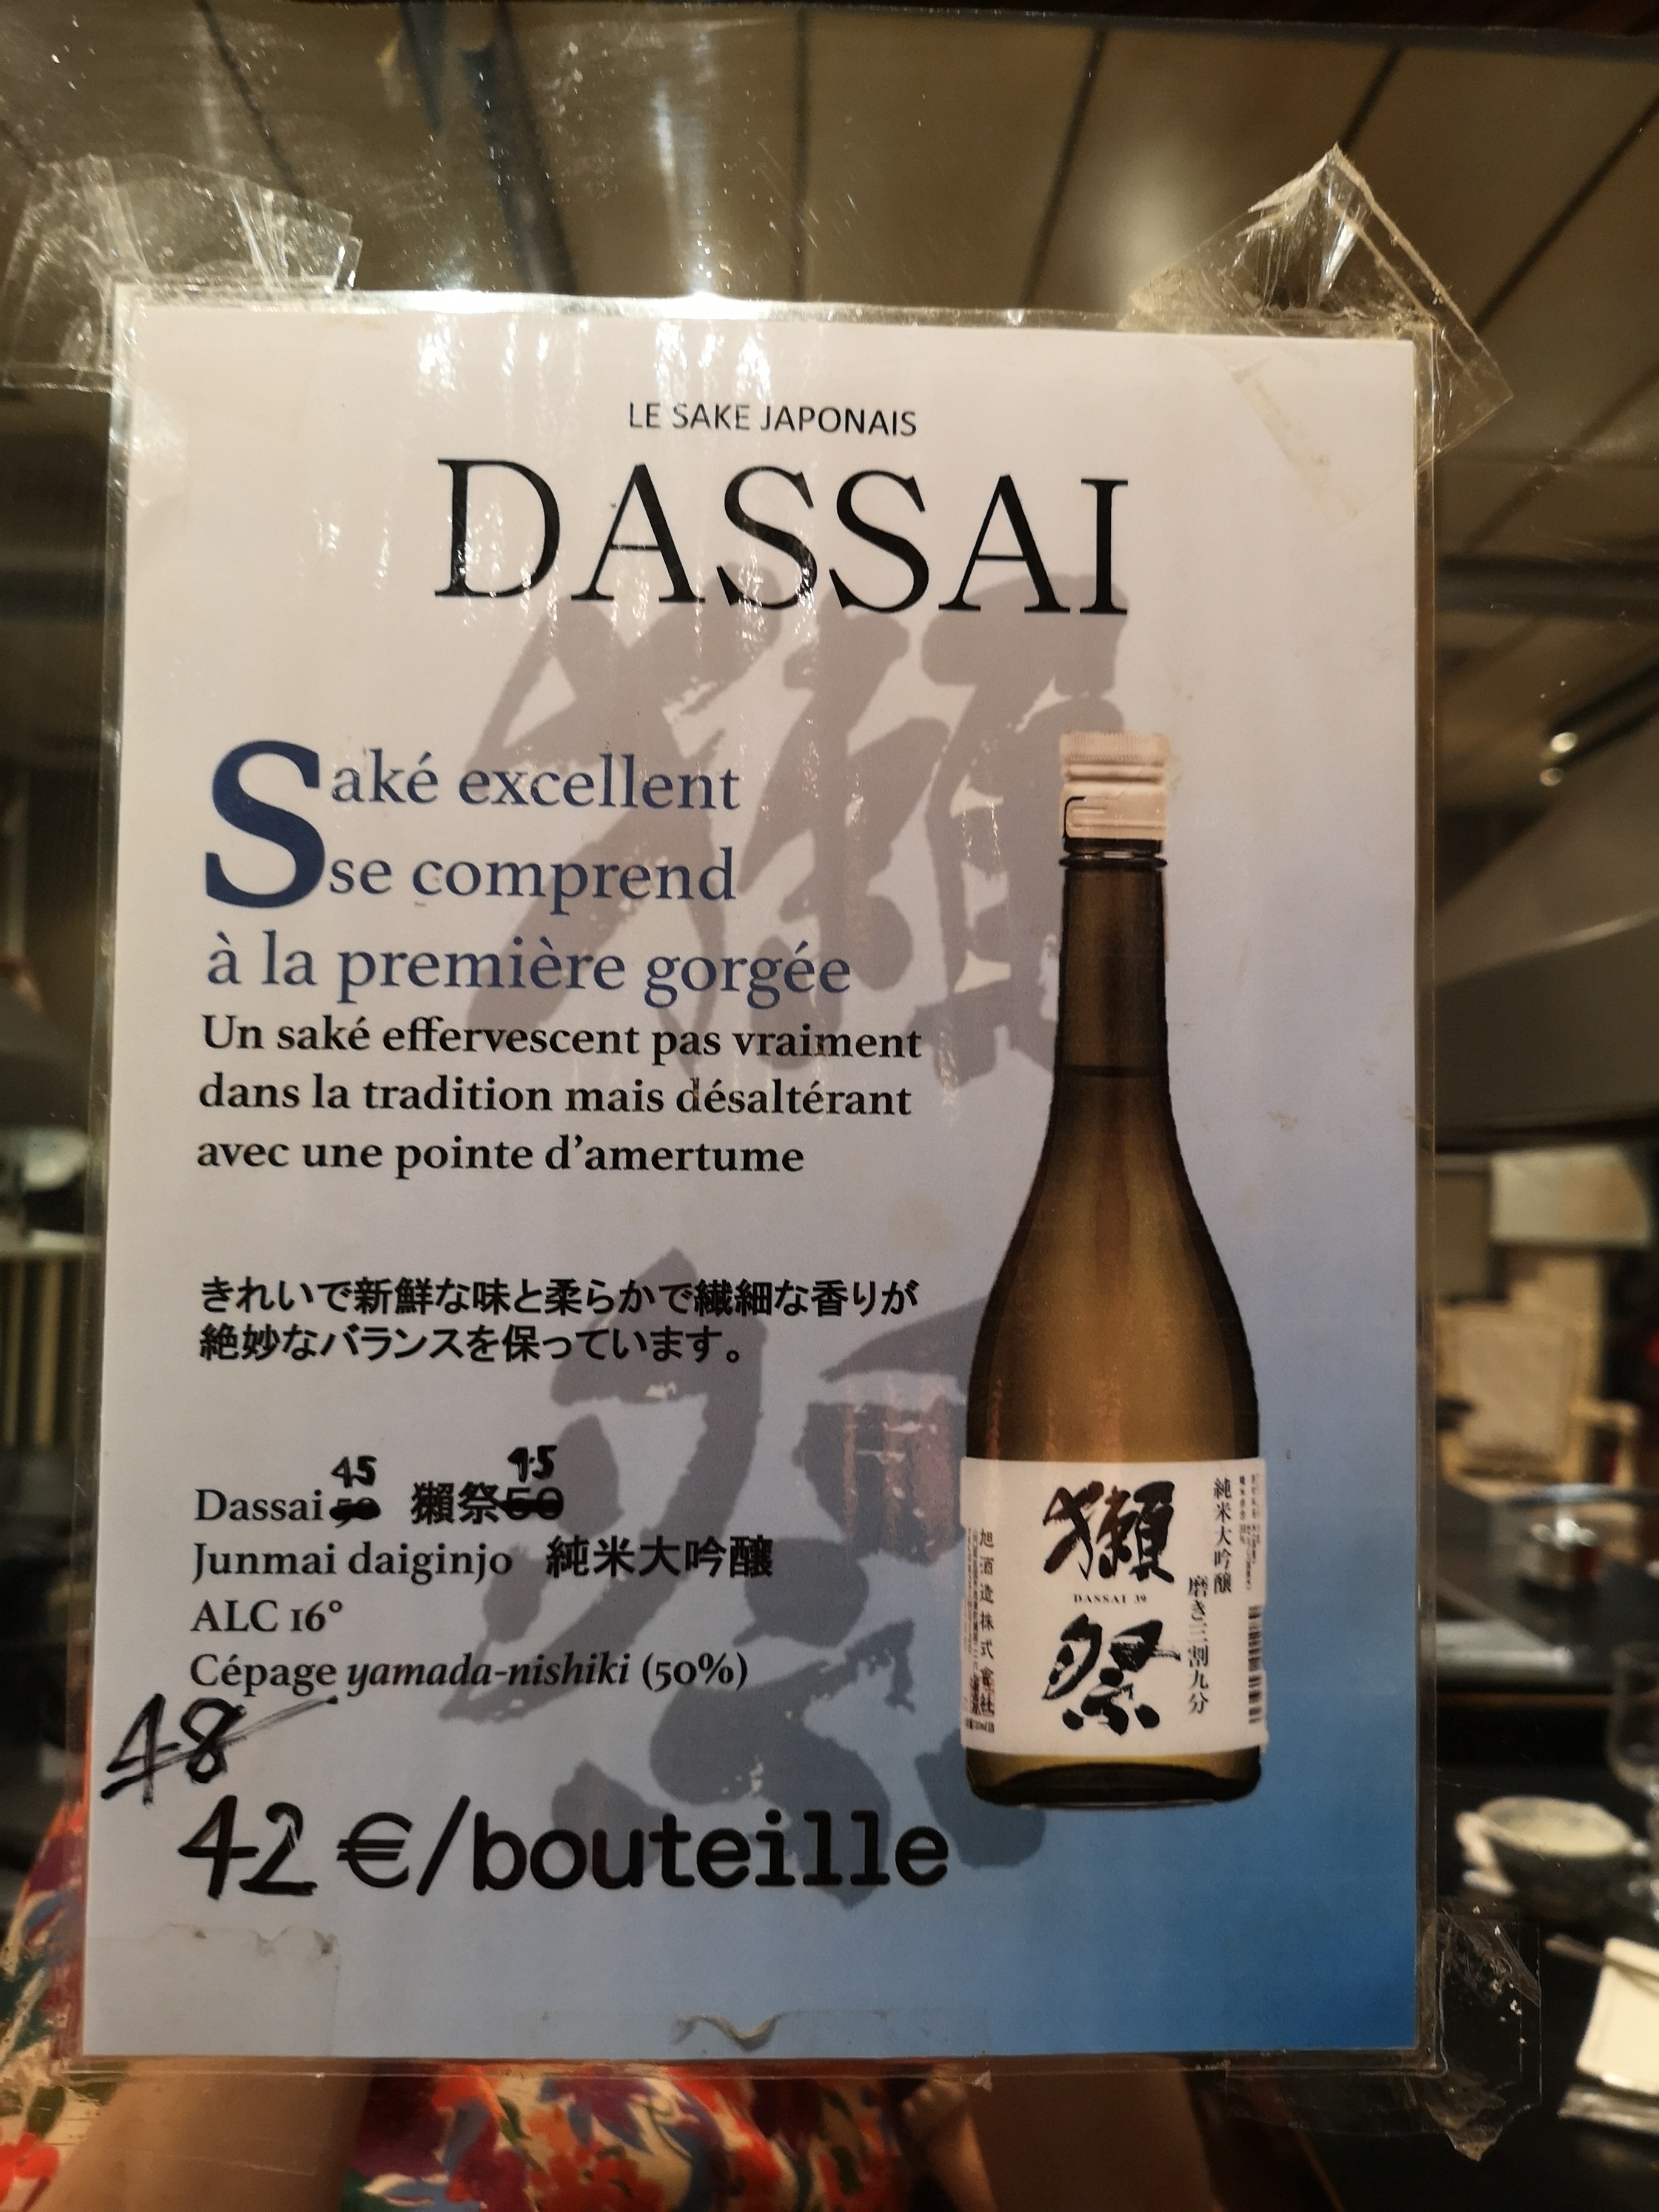 LE SAKE JAPONAIS
DASSAI
Saké excellent
se comprend
à la première gorgée
Un saké effervescent pas vraiment
dans la tradition mais désaltérant
avec une pointe d'amertume
きれいで新鮮な味と柔らかで繊細な香りが
絶妙なバランスを保っています。
45 45
Dassai 50 獺祭50
Junmai daiginjo 純米大吟醸
ALC 16°
Cépage yamada-nishiki (50%)
48
42 €/bouteille
獺祭
DASSAI 39
純米大吟醸
磨き三割九分
旭酒造株式会社